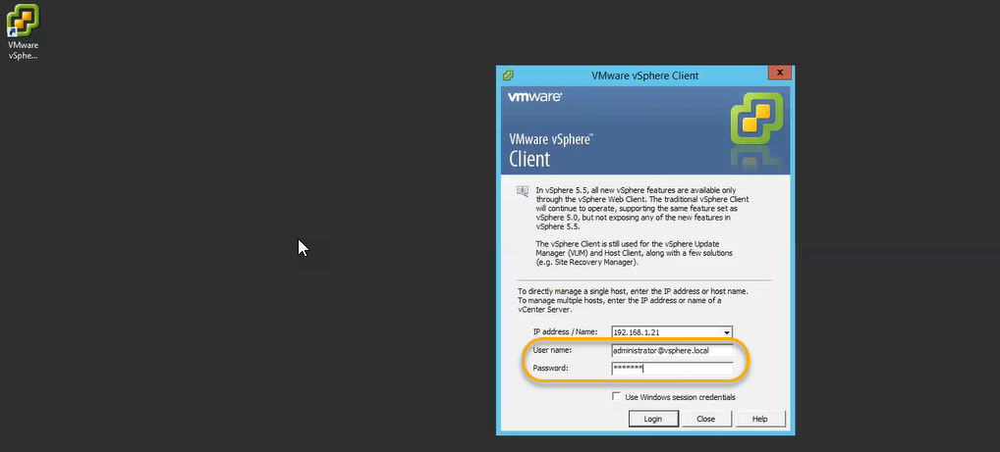 VMware
vSphe...
VMware vSphere Client
x
vmware®
VMware vSphere™
Client
In vSphere 5.5, all new vSphere features are available only
through the vSphere Web Client. The traditional vSphere Client
will continue to operate, supporting the same feature set as
vSphere 5.0, but not exposing any of the new features in
vSphere 5.5.
The vSphere Client is still used for the vSphere Update
Manager (VUM) and Host Client, along with a few solutions
(e.g. Site Recovery Manager).
To directly manage a single host, enter the IP address or host name.
To manage multiple hosts, enter the IP address or name of a
vCenter Server.
IP address / Name: 192.168.1.21
User name: administrator@vsphere.local
Password: *******
Use Windows session credentials
Login Close Help